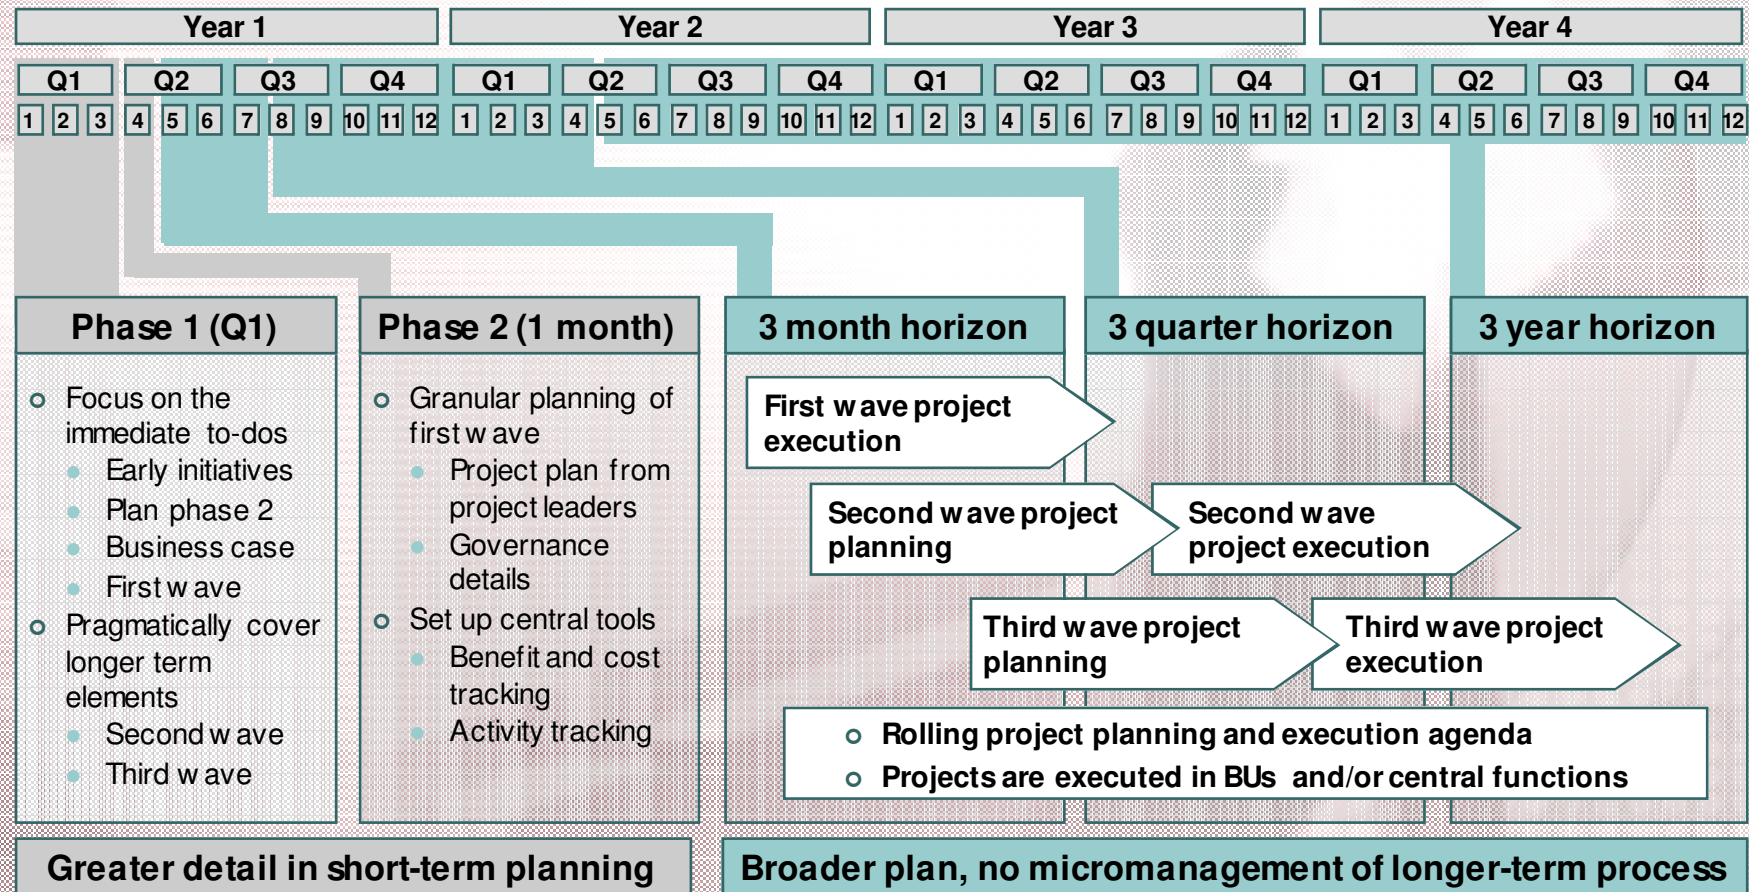 Year 1 Year 2 Year 3 Year 4
Q1 Q2 Q3 Q4 Q1 Q2 Q3 Q4 Q1 Q2 Q3 Q4 Q1 Q2 Q3 Q4
1 2 3 4 5 6 7 8 9 10 11 12 1 2 3 4 5 6 7 8 9 10 11 12 1 2 3 4 5 6 7 8 9 10 11 12 1 2 3 4 5 6 7 8 9 10 11 12
Phase 1 (Q1)
Focus on the
immediate to-dos
Early initiatives
Plan phase 2
Business case
First wave
Pragmatically cover
longer term
elements
Second wave
Third wave
Phase 2 (1 month)
Granular planning of
first wave
Project plan from
project leaders
Governance
details
Set up central tools
Benefit and cost
tracking
Activity tracking
3 month horizon
3 quarter horizon
3 year horizon
First wave project
execution
Second wave project
planning
Second wave
project execution
Third wave project
planning
Third wave project
execution
Rolling project planning and execution agenda
Projects are executed in BUs and/or central functions
Greater detail in short-term planning
Broader plan, no micromanagement of longer-term process